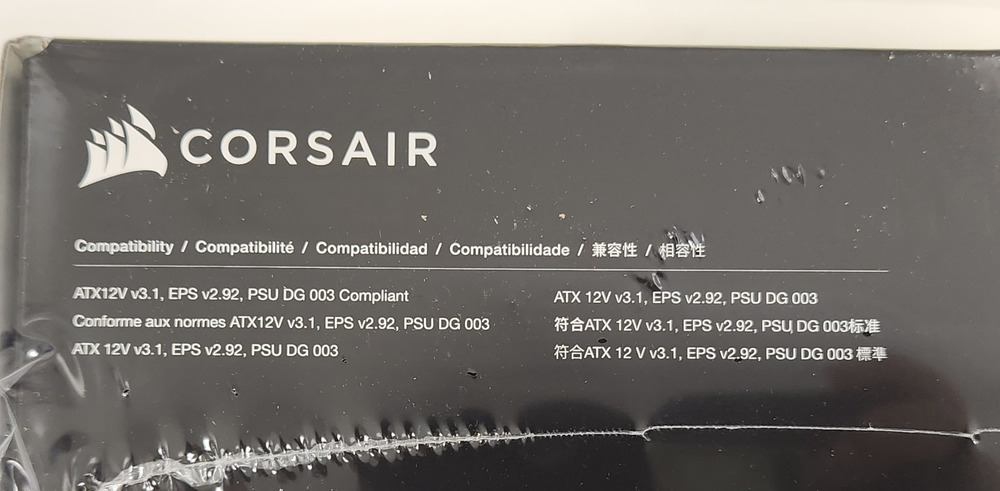 CORSAIR
Compatibility / Compatibilité / Compatibilidad / Compatibilidade / 兼容性 / 相容性
ATX12V v3.1, EPS v2.92, PSU DG 003 Compliant
Conforme aux normes ATX12V v3.1, EPS v2.92, PSU DG 003
ATX 12V v3.1, EPS v2.92, PSU DG 003
ATX 12V v3.1, EPS v2.92, PSU DG 003
符合ATX 12V v3.1, EPS v2.92, PSU DG 003标准
符合ATX 12 V v3.1, EPS v2.92, PSU DG 003 標準